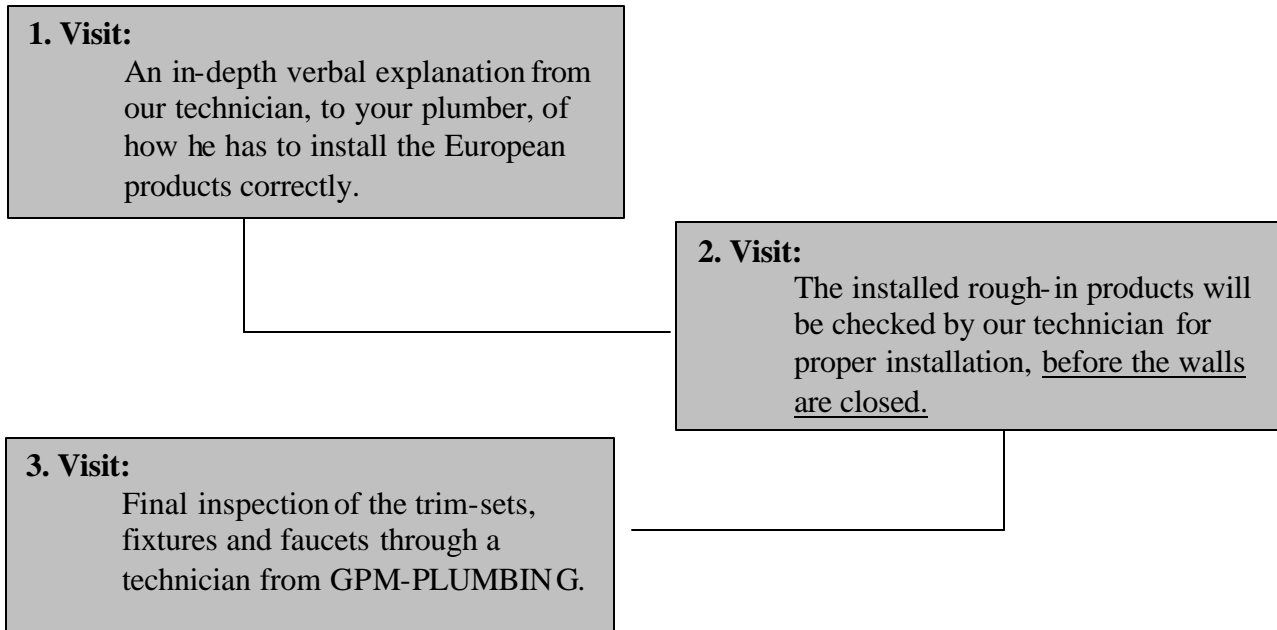 1. Visit:
An in-depth verbal explanation from
our technician, to your plumber, of
how he has to install the European
products correctly.
2. Visit:
The installed rough-in products will
be checked by our technician for
proper installation, before the walls
are closed.
3. Visit:
Final inspection of the trim-sets,
fixtures and faucets through a
technician from GPM-PLUMBING.